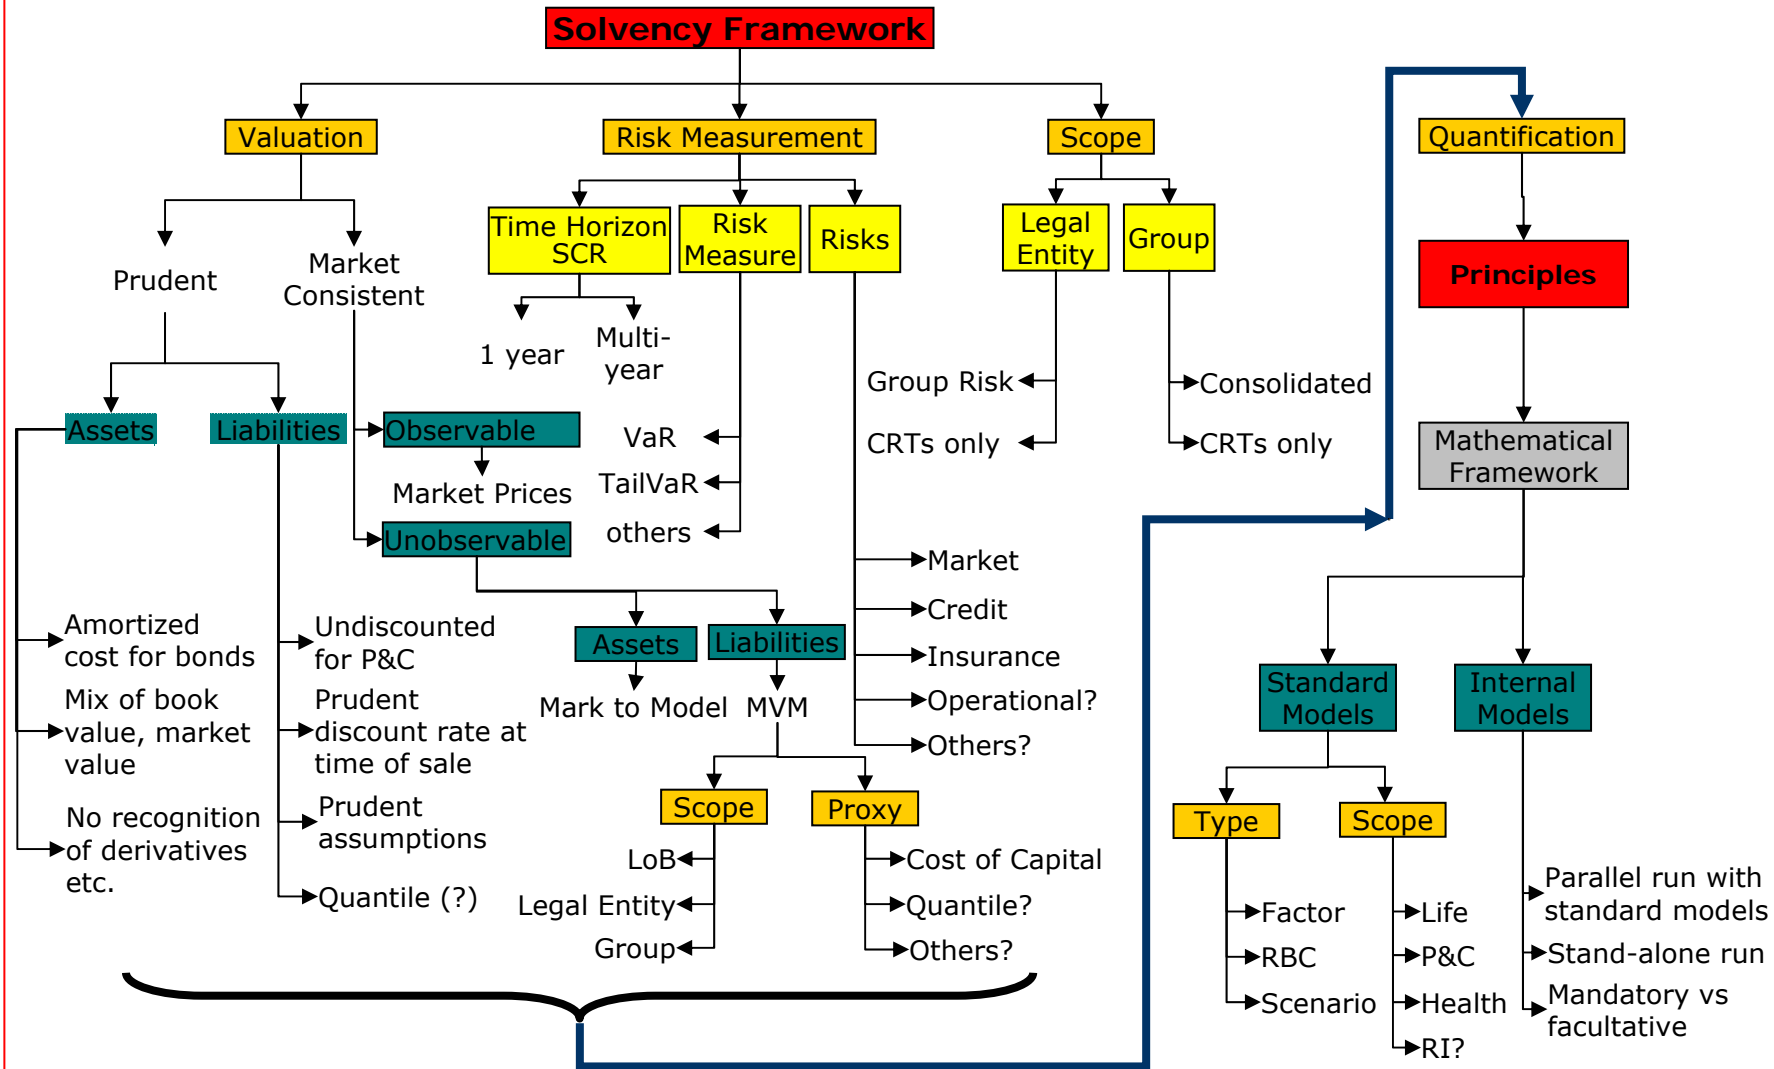 Solvency Framework
Valuation
Risk Measurement
Scope
Quantification
Time Horizon
SCR
Risk
Measure
Risks
Legal
Entity
Group
Principles
Prudent
Market
Consistent
1 year
Multi-
year
Group Risk
Consolidated
CRTs only
CRTs only
Assets
Liabilities
Observable
VaR
Mathematical
Framework
Market Prices
TailVaR
Unobservable
others
Market
Credit
Insurance
Operational?
Others?
Amortized
cost for bonds
Mix of book
value, market
value
No recognition
of derivatives
etc.
Undiscounted
for P&C
Prudent
discount rate at
time of sale
Prudent
assumptions
Quantile (?)
Assets
Liabilities
Mark to Model
MVM
Scope
Proxy
LoB
Legal Entity
Group
Cost of Capital
Quantile?
Others?
Standard
Models
Internal
Models
Type
Scope
Factor
RBC
Scenario
Life
P&C
Health
RI?
Parallel run with
standard models
Stand-alone run
Mandatory vs
facultative